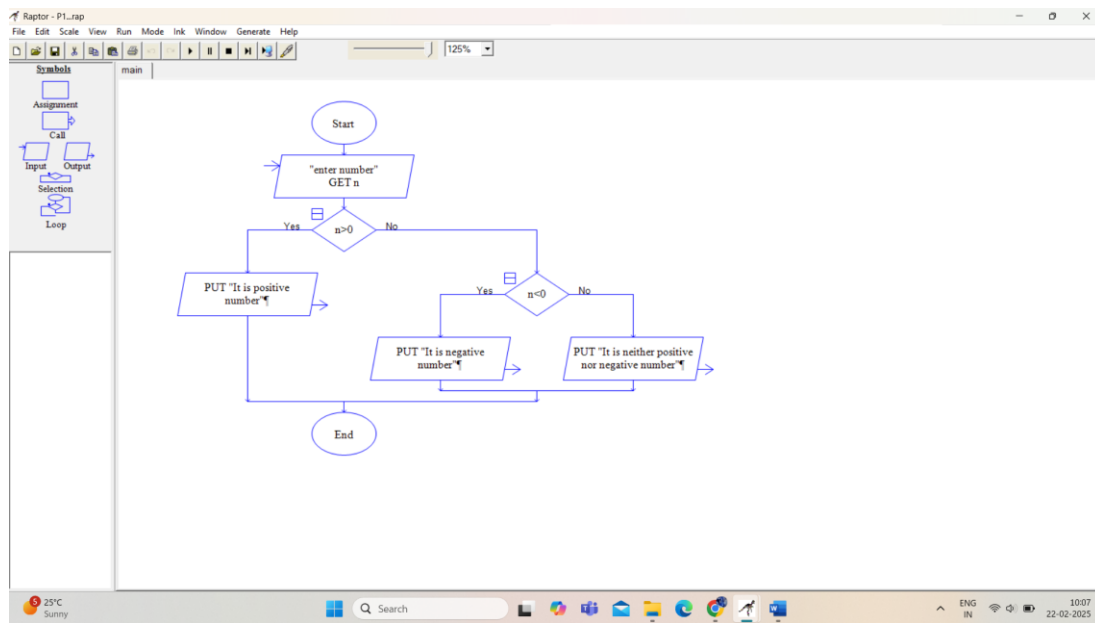 Raptor - P1...rap
File Edit Scale View Run Mode Ink Window Generate Help
125%
Symbols
main
Assignment
Call
Input Output
Selection
Loop
Start
"enter number"
GET n
Yes n>0 No
PUT "It is positive
number"¶
Yes n<0 No
PUT "It is negative
number"¶
PUT "It is neither positive
nor negative number"¶
End
5 25°C
Sunny
Search
ENG
IN
10:07
22-02-2025